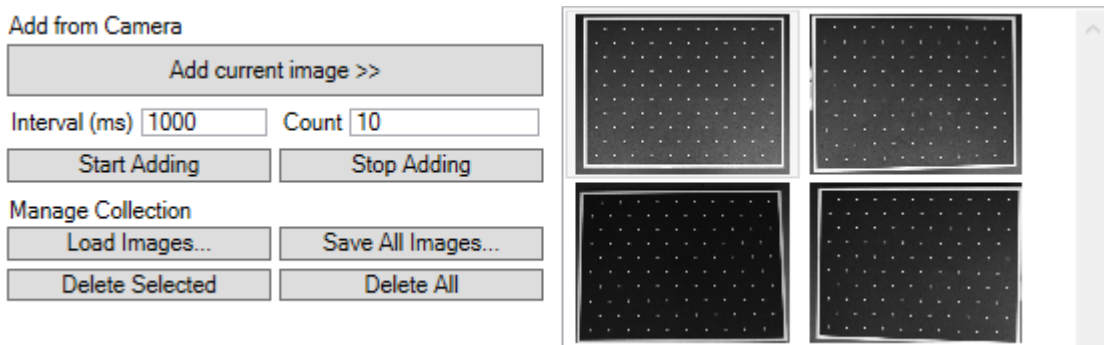 Add from Camera
Add current image >>
Interval (ms) 1000 Count 10
Start Adding Stop Adding
Manage Collection
Load Images... Save All Images...
Delete Selected Delete All